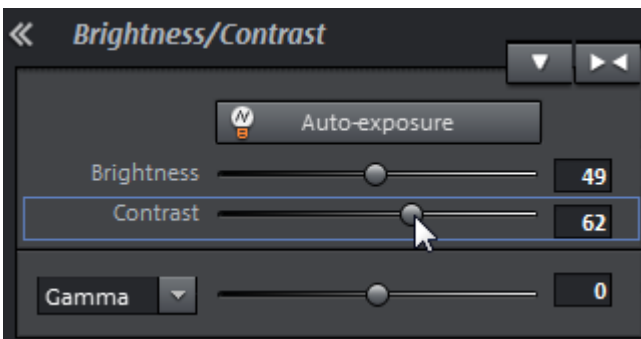 Brightness/Contrast
Auto-exposure
Brightness 49
Contrast 62
Gamma 0